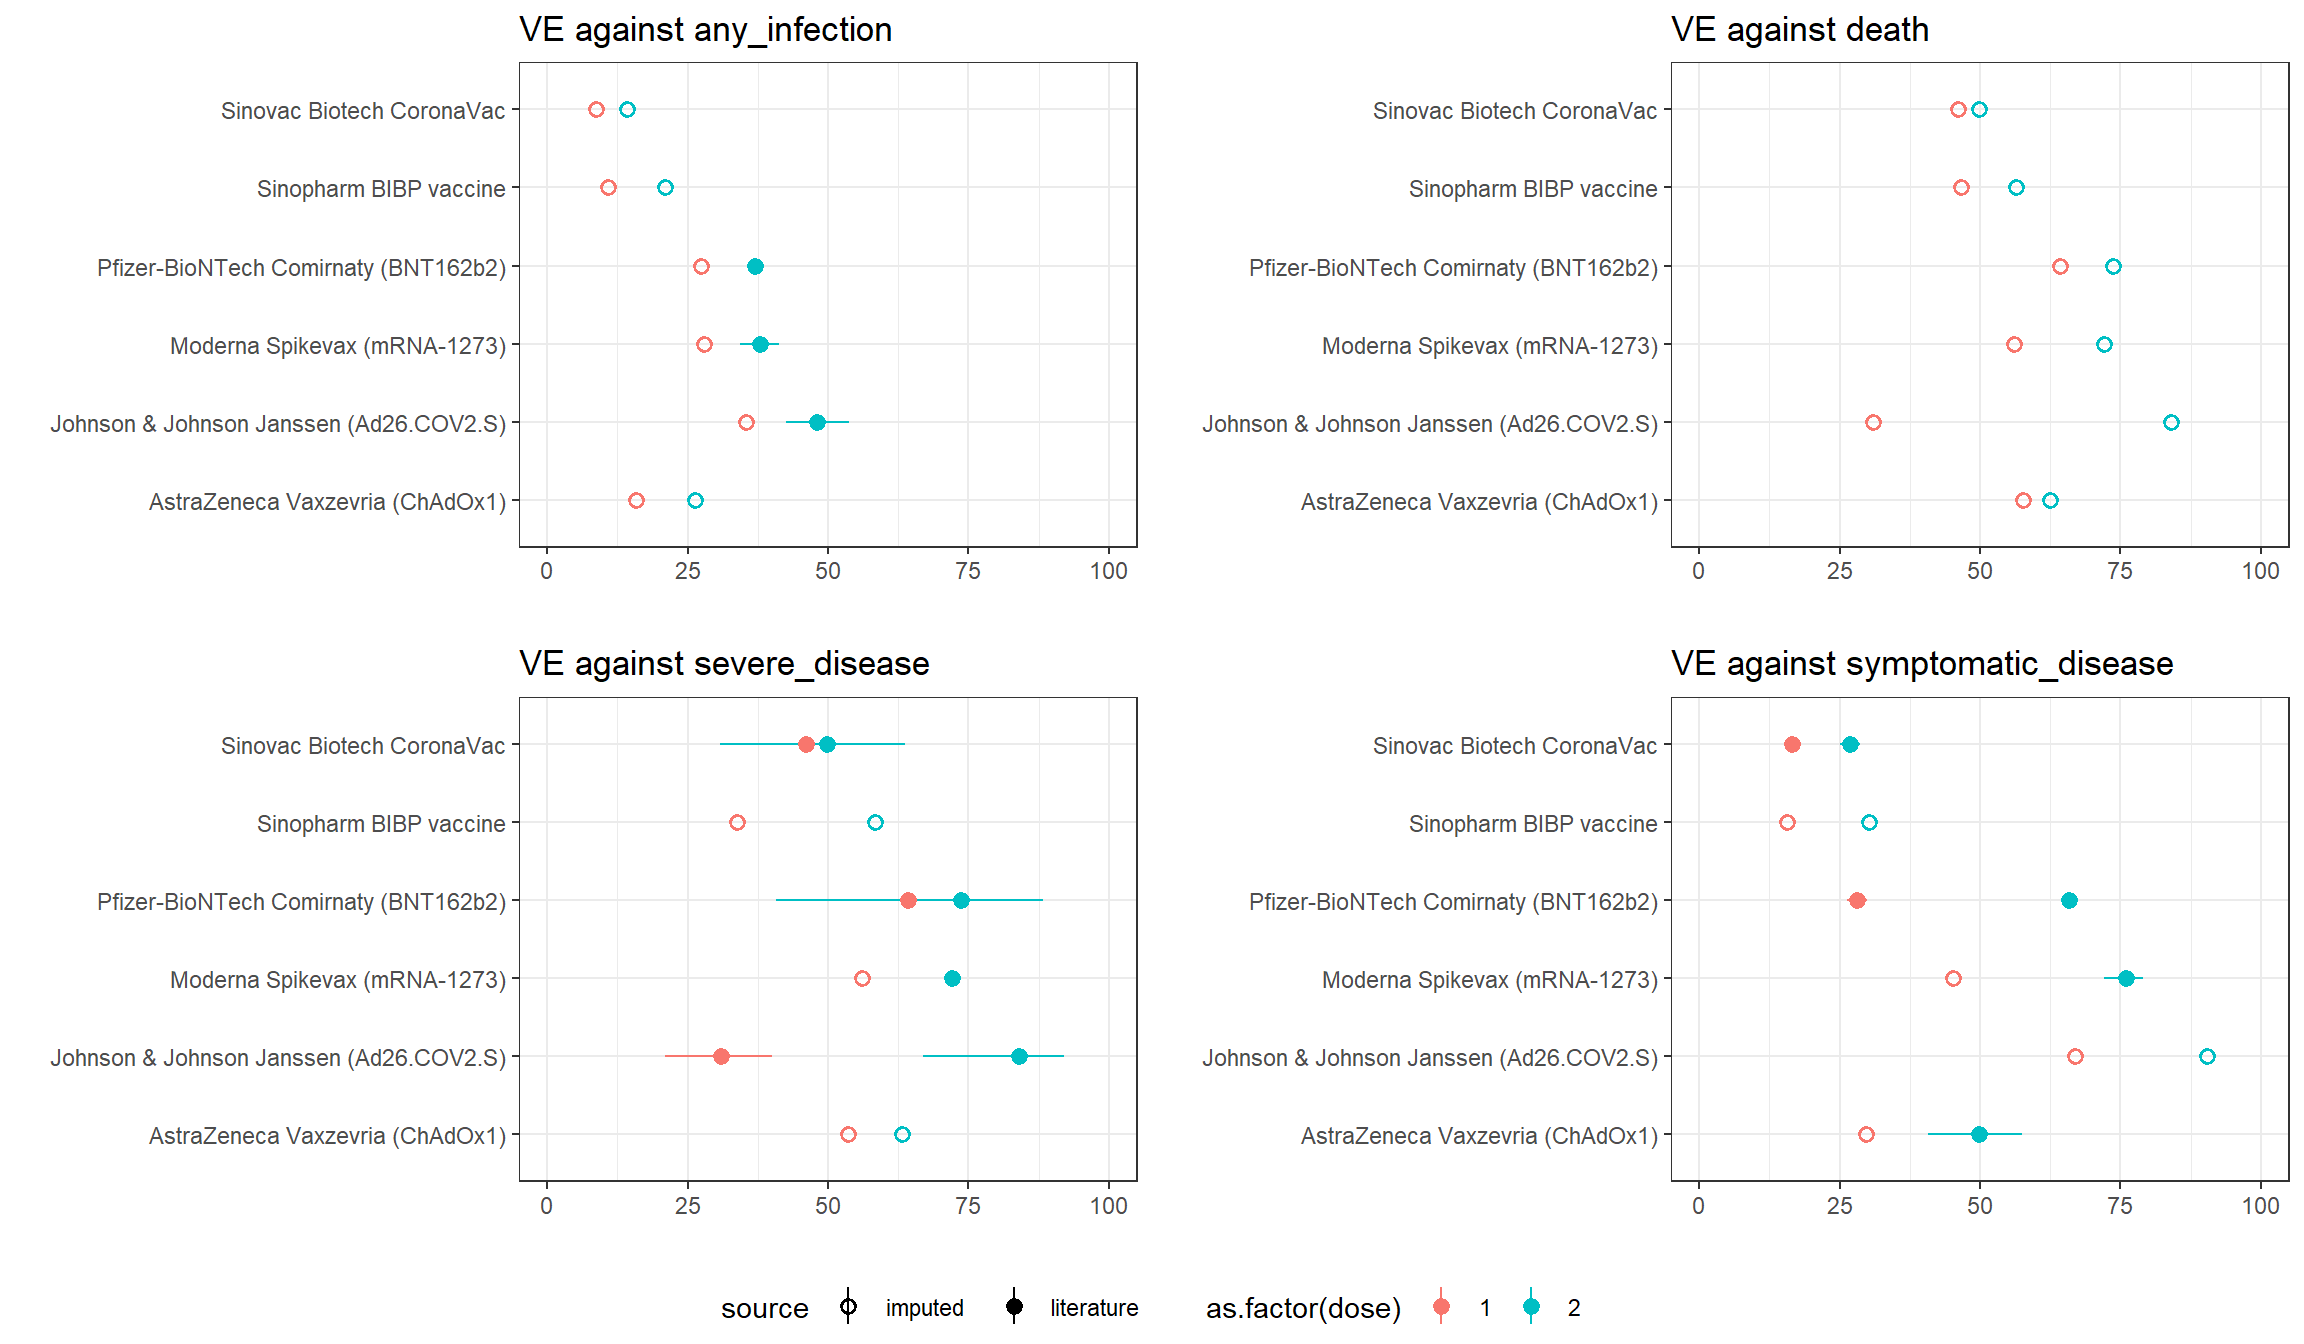 VE against any_infection
Sinovac Biotech CoronaVac
Sinopharm BIBP vaccine
Pfizer-BioNTech Comirnaty (BNT162b2)
Moderna Spikevax (mRNA-1273)
Johnson & Johnson Janssen (Ad26.COV2.S)
AstraZeneca Vaxzevria (ChAdOx1)
0 25 50 75 100
VE against death
Sinovac Biotech CoronaVac
Sinopharm BIBP vaccine
Pfizer-BioNTech Comirnaty (BNT162b2)
Moderna Spikevax (mRNA-1273)
Johnson & Johnson Janssen (Ad26.COV2.S)
AstraZeneca Vaxzevria (ChAdOx1)
0 25 50 75 100
VE against severe_disease
Sinovac Biotech CoronaVac
Sinopharm BIBP vaccine
Pfizer-BioNTech Comirnaty (BNT162b2)
Moderna Spikevax (mRNA-1273)
Johnson & Johnson Janssen (Ad26.COV2.S)
AstraZeneca Vaxzevria (ChAdOx1)
0 25 50 75 100
VE against symptomatic_disease
Sinovac Biotech CoronaVac
Sinopharm BIBP vaccine
Pfizer-BioNTech Comirnaty (BNT162b2)
Moderna Spikevax (mRNA-1273)
Johnson & Johnson Janssen (Ad26.COV2.S)
AstraZeneca Vaxzevria (ChAdOx1)
0 25 50 75 100
source imputed literature as.factor(dose) 1 2